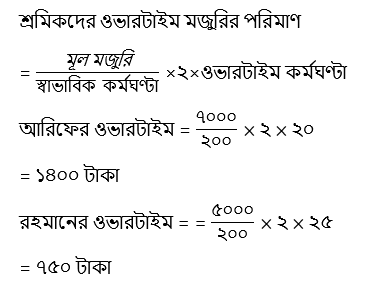 শ্রমিকদের ওভারটাইম মজুরির পরিমাণ
= মূল মজুরি / স্বাভাবিক কর্মঘণ্টা ×২×ওভারটাইম কর্মঘণ্টা
আরিফের ওভারটাইম = ৭০০০ / ২০০ × ২ × ২০
= ১৪০০ টাকা
রহমানের ওভারটাইম = = ৫০০০ / ২০০ × ২ × ২৫
= ৭৫০ টাকা